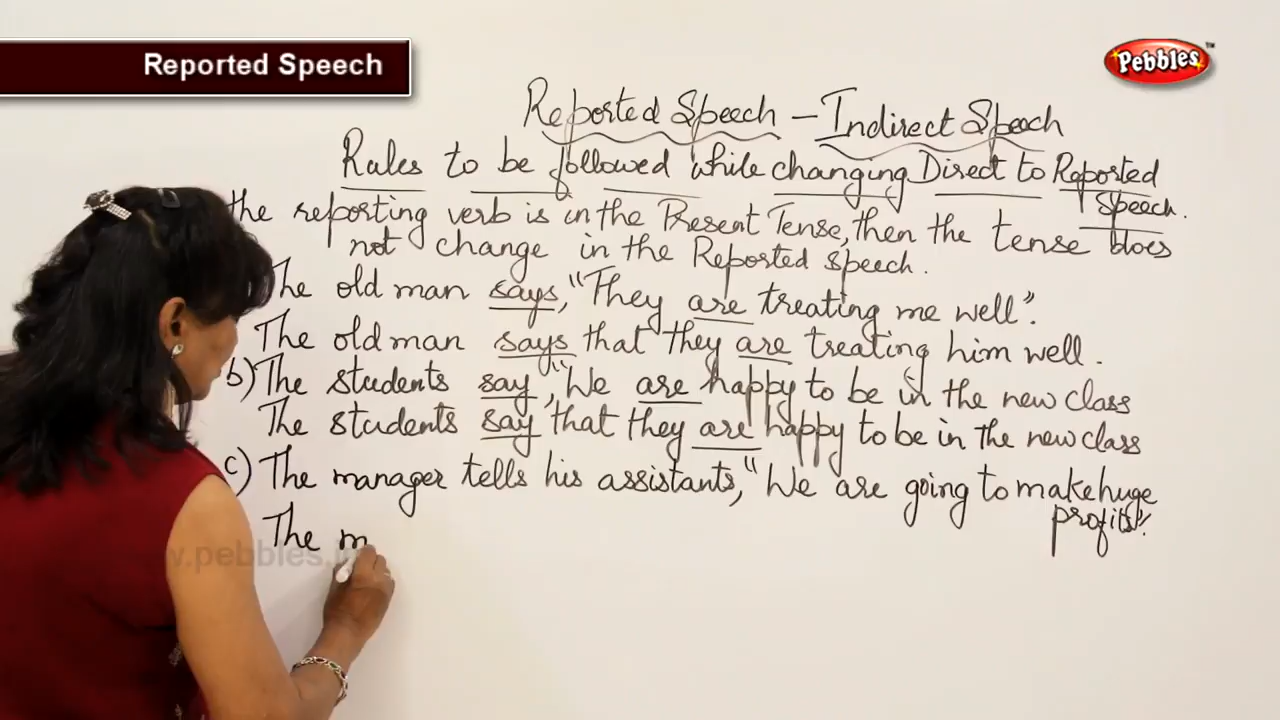 Reported Speech
Pebbles™
Reported Speech – Indirect Speech
Rules to be followed while changing Direct to Reported
Speech.
the reporting verb is in the Present Tense, then the tense does
not change in the Reported speech.
The old man says, "They are treating me well".
The old man says that they are treating him well.
b) The students say, "We are happy to be in the new class
The students say that they are happy to be in the new class
c) The manager tells his assistants, "We are going to make huge
profits".
The m
www.pebbles.in